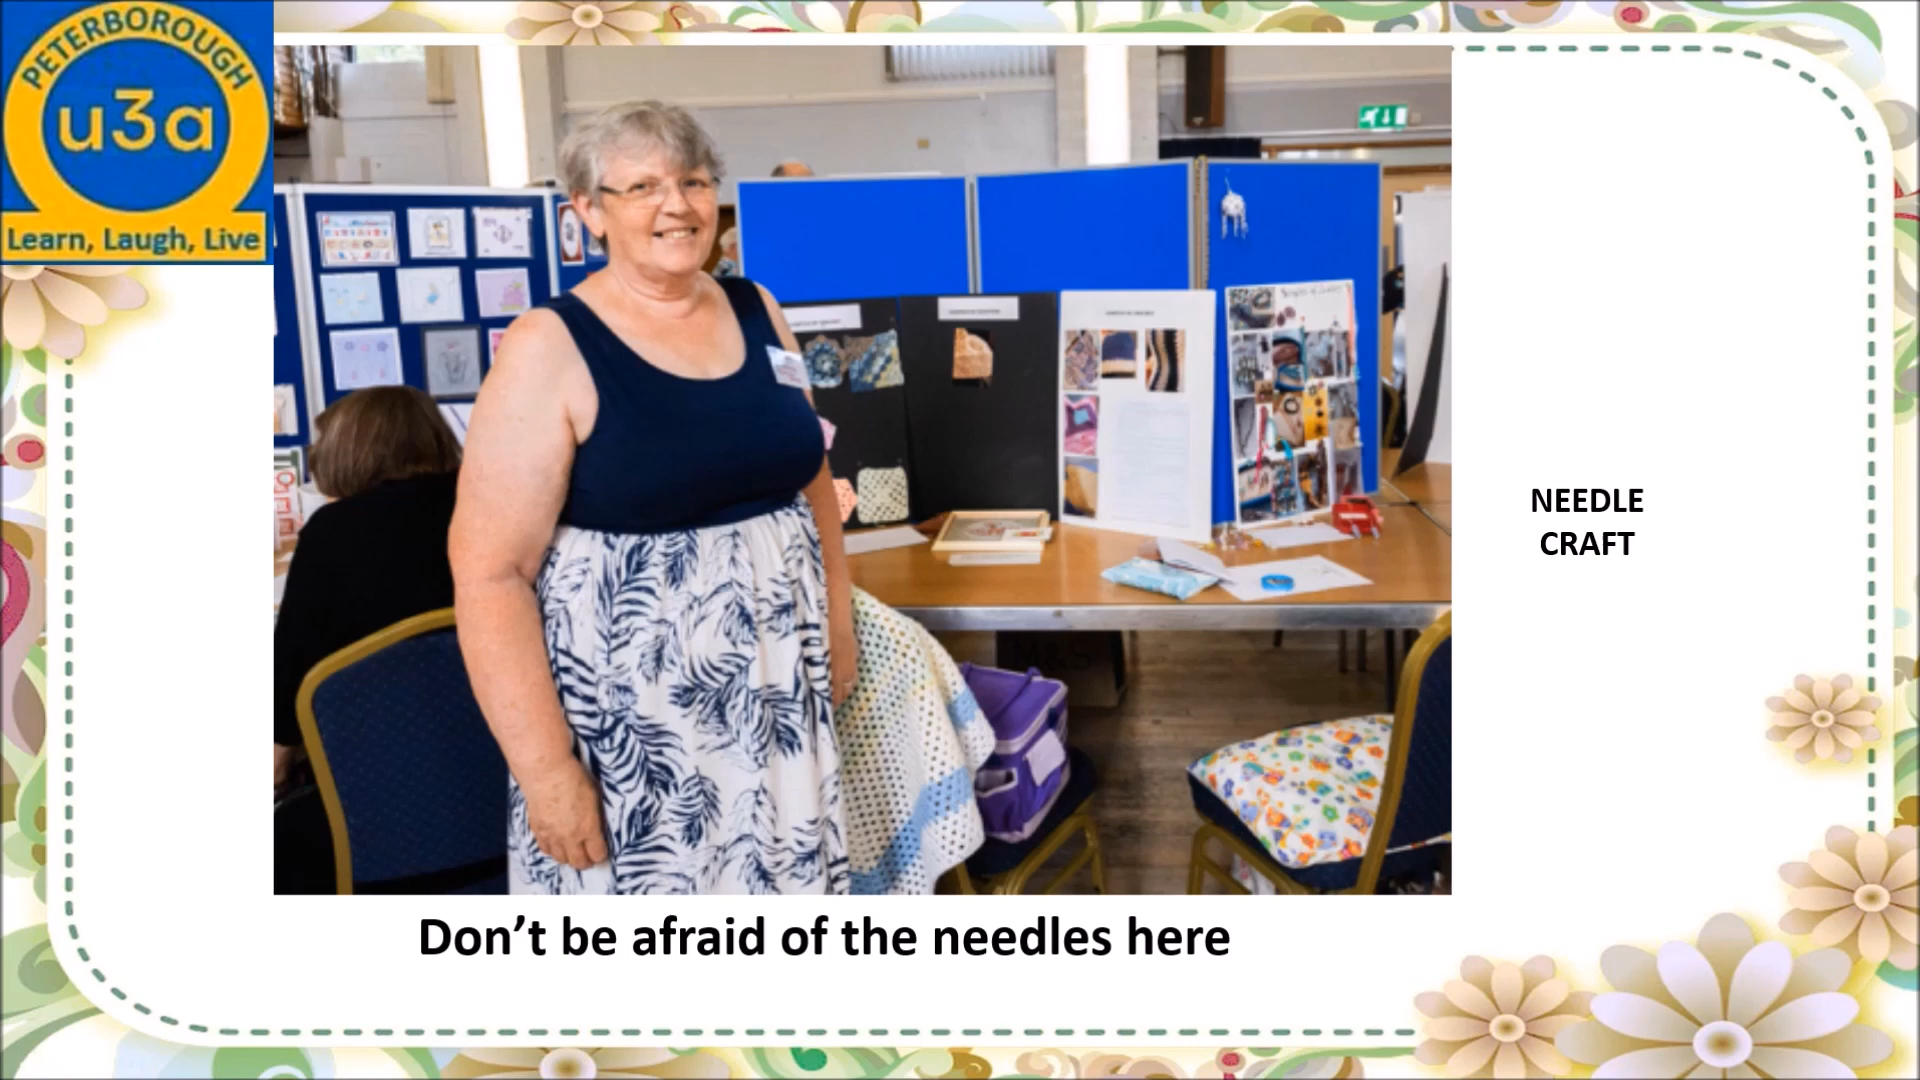 PETERBOROUGH
u3a
Learn, Laugh, Live
NEEDLE
CRAFT
M&S
Don’t be afraid of the needles here